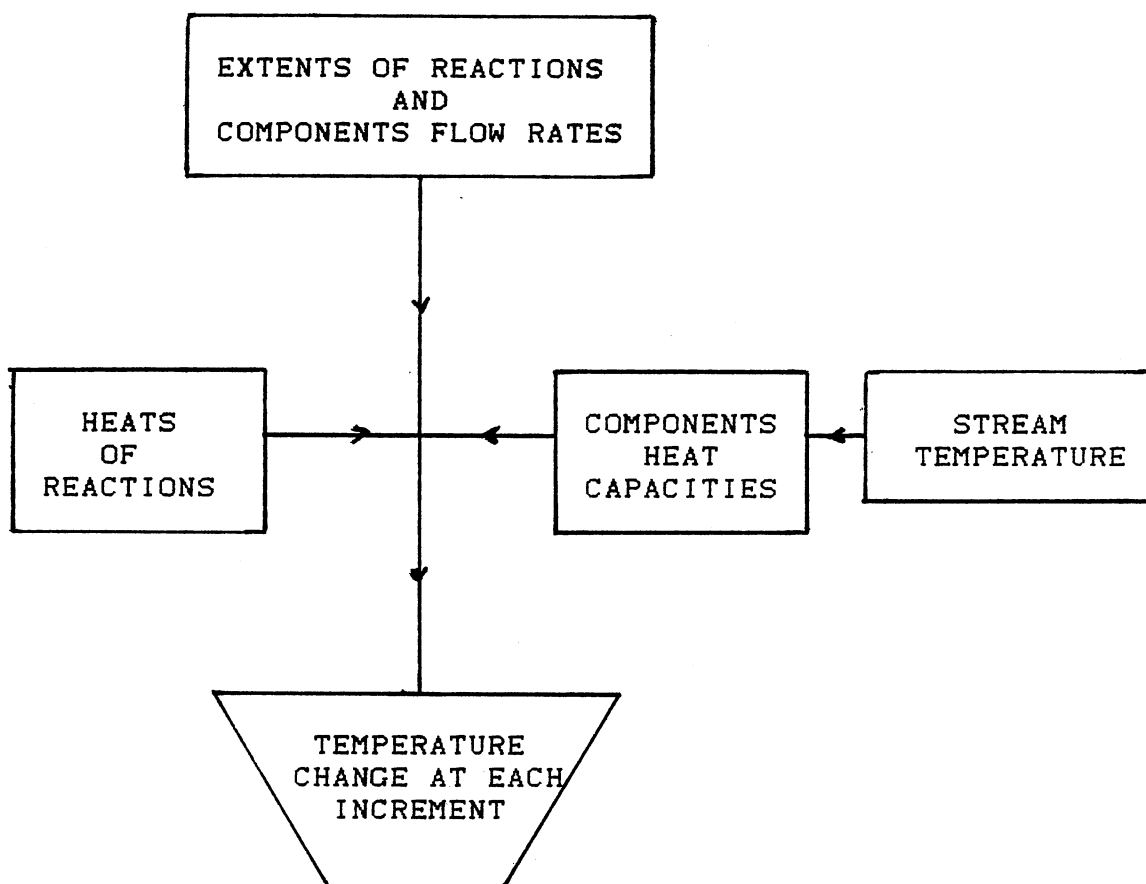 EXTENTS OF REACTIONS
AND
COMPONENTS FLOW RATES
HEATS
OF
REACTIONS
COMPONENTS
HEAT
CAPACITIES
STREAM
TEMPERATURE
TEMPERATURE
CHANGE AT EACH
INCREMENT